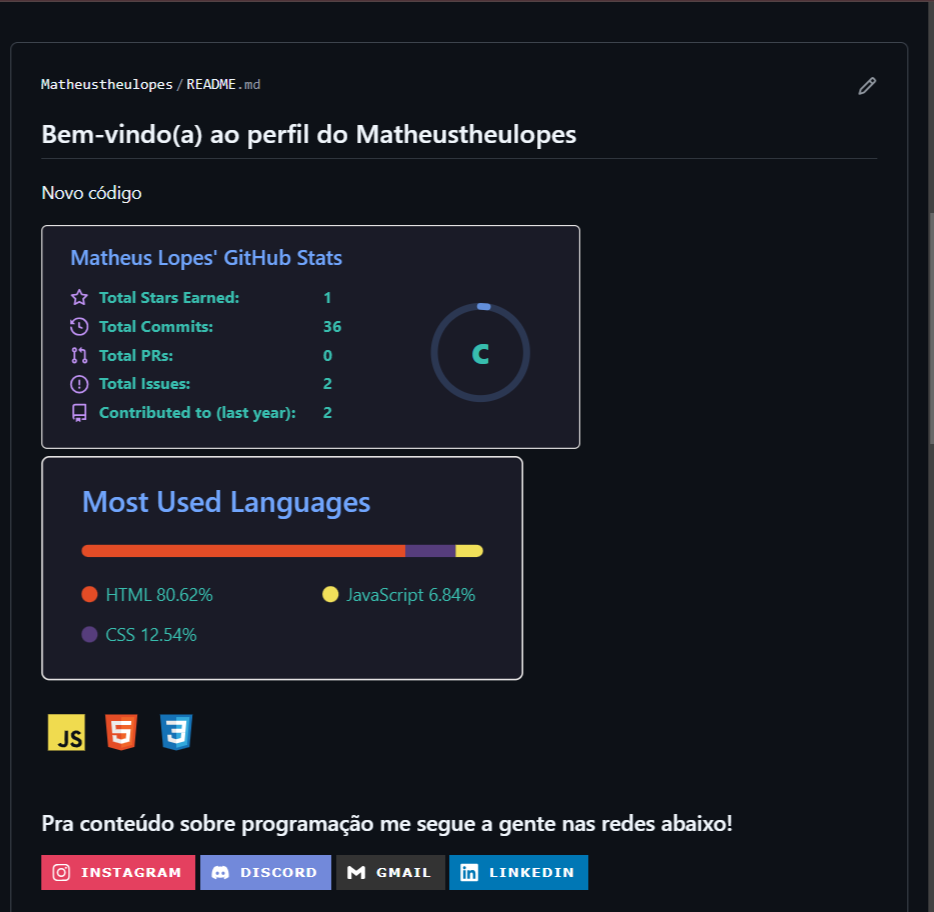 Matheustheulopes/README.md
Bem-vindo(a) ao perfil do Matheustheulopes
Novo código
Matheus Lopes' GitHub Stats
Total Stars Earned: 1
Total Commits: 36
Total PRs: 0
Total Issues: 2
Contributed to (last year): 2
C
Most Used Languages
HTML 80.62% JavaScript 6.84%
CSS 12.54%
JS 5 3
Pra conteúdo sobre programação me segue a gente nas redes abaixo!
INSTAGRAM DISCORD GMAIL LINKEDIN